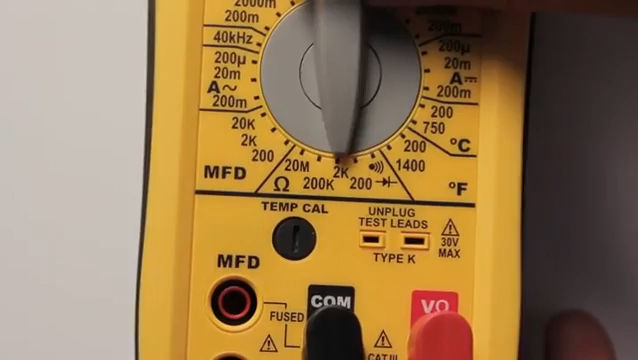 2000m
200m
40kHz
200µ
20m
A~
200m
20K
2K
200
MFD
20M
Ω
200K
2K
200
200m
200µ
20m
A
200m
200
750
°C
200
1400
°F
TEMP CAL
UNPLUG
TEST LEADS
TYPE K
30V
MAX
MFD
FUSED
COM
VΩ
CAT III